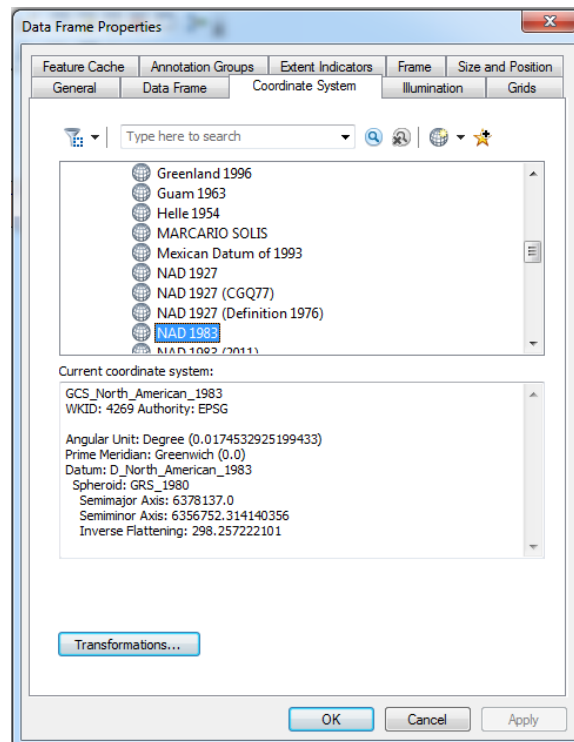 Data Frame Properties
Feature Cache Annotation Groups Extent Indicators Frame Size and Position
General Data Frame Coordinate System Illumination Grids
Type here to search
Greenland 1996
Guam 1963
Helle 1954
MARCARIO SOLIS
Mexican Datum of 1993
NAD 1927
NAD 1927 (CGQ77)
NAD 1927 (Definition 1976)
NAD 1983
NAD 1983 (2011)
Current coordinate system:
GCS_North_American_1983
WKID: 4269 Authority: EPSG
Angular Unit: Degree (0.0174532925199433)
Prime Meridian: Greenwich (0.0)
Datum: D_North_American_1983
Spheroid: GRS_1980
Semimajor Axis: 6378137.0
Semiminor Axis: 6356752.314140356
Inverse Flattening: 298.257222101
Transformations...
OK Cancel Apply